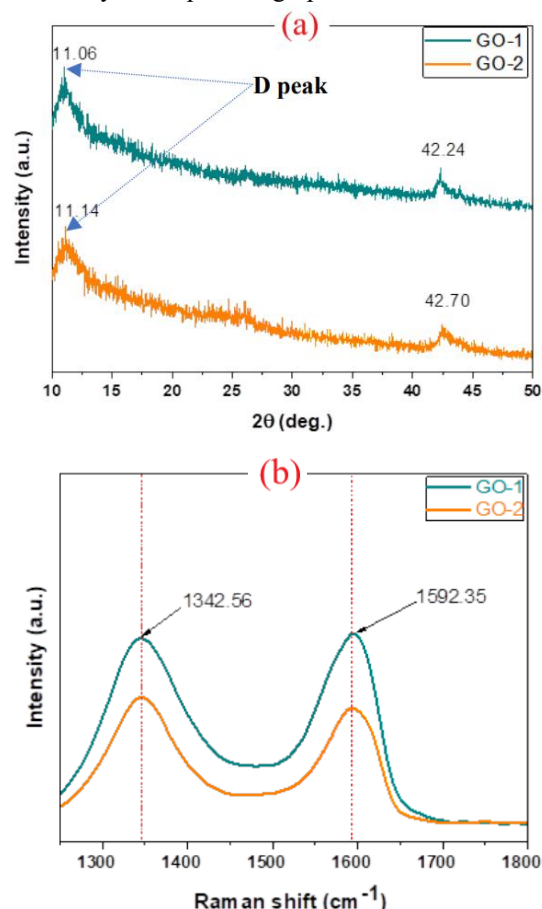 (a)
11.06
GO-1
GO-2
D peak
42.24
11.14
42.70
Intensity (a.u.)
10 15 20 25 30 35 40 45 50
2θ (deg.)
(b)
GO-1
GO-2
1342.56
1592.35
Intensity (a.u.)
1300 1400 1500 1600 1700 1800
Raman shift (cm⁻¹)